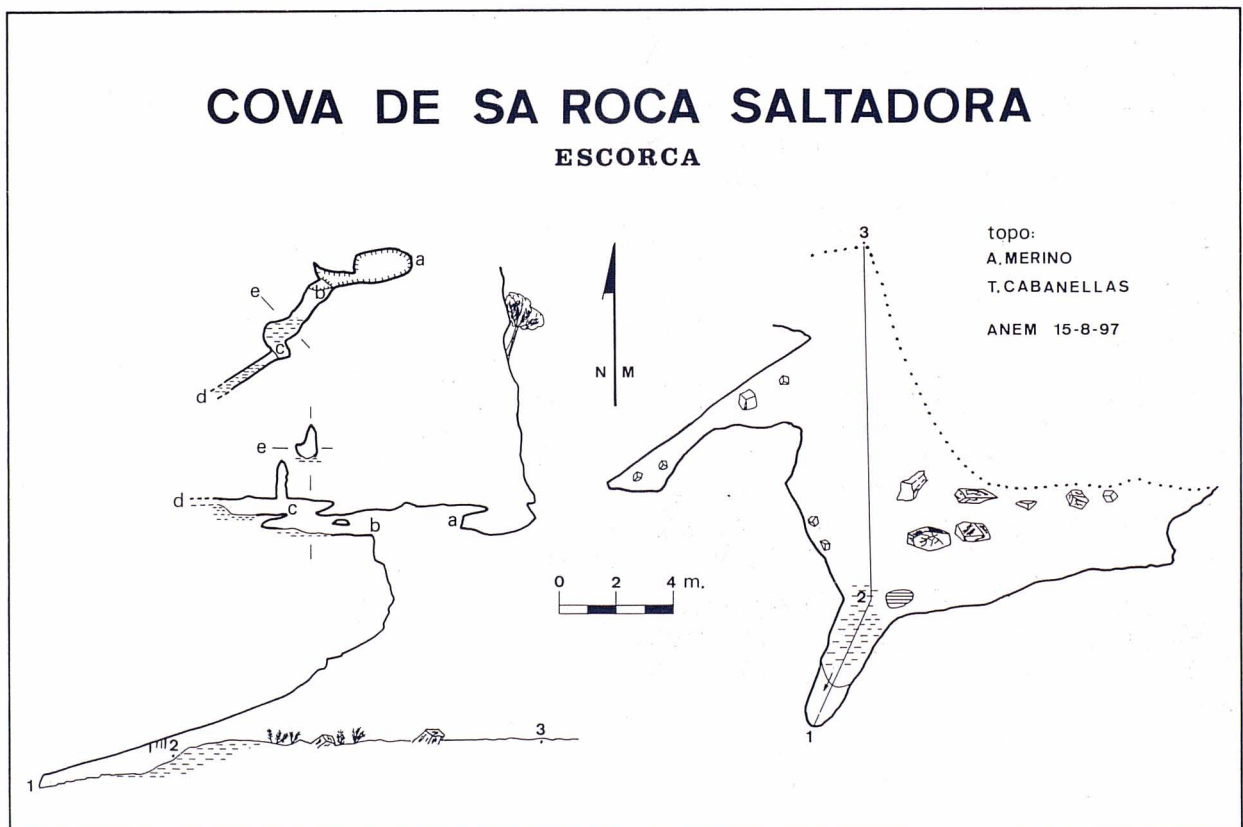 COVA DE SA ROCA SALTADORA
ESCORCA
topo:
A. MERINO
T. CABANELLAS
ANEM 15-8-97
N M
0 2 4 m.
a
b
e
c
d
e
d
c
b
a
1
2
3
3
2
1